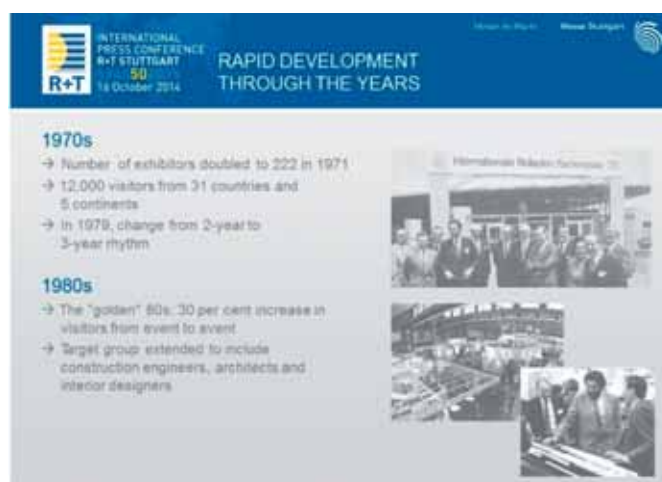 INTERNATIONAL
PRESS CONFERENCE
R+T STUTTGART
50
16 October 2014
R+T
Messe Stuttgart
RAPID DEVELOPMENT
THROUGH THE YEARS
1970s
→ Number of exhibitors doubled to 222 in 1971
→ 12,000 visitors from 31 countries and
5 continents
→ In 1979, change from 2-year to
3-year rhythm
1980s
→ The "golden" 80s: 30 per cent increase in
visitors from event to event
→ Target group extended to include
construction engineers, architects and
interior designers